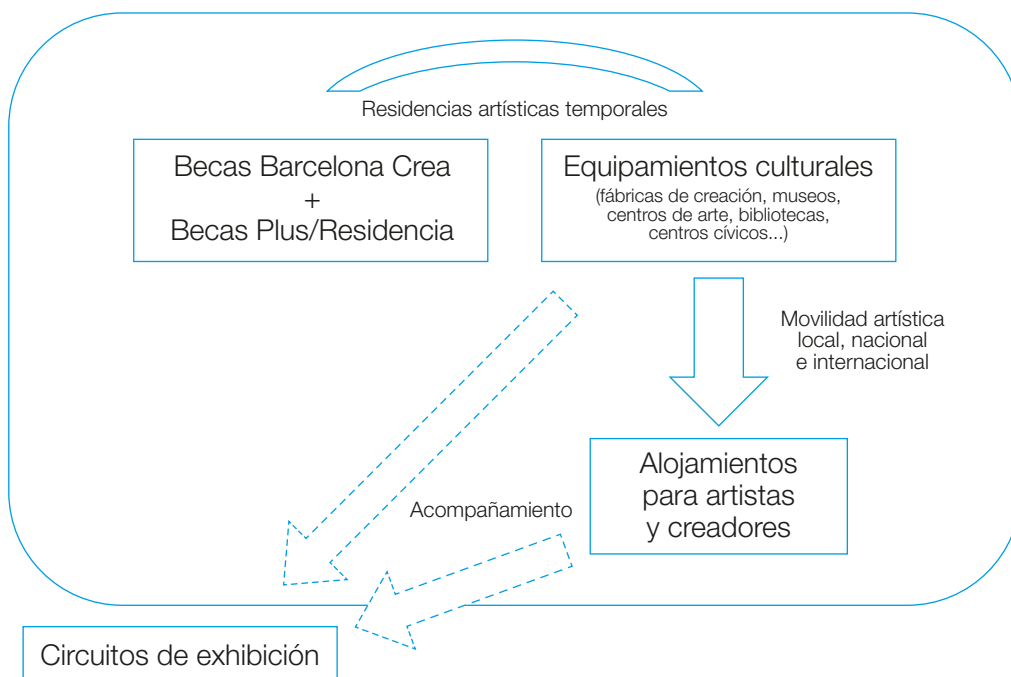 Residencias artísticas temporales
Becas Barcelona Crea
+
Becas Plus/Residencia
Equipamientos culturales
(fábricas de creación, museos,
centros de arte, bibliotecas,
centros cívicos...)
Movilidad artística
local, nacional
e internacional
Alojamientos
para artistas
y creadores
Acompañamiento
Circuitos de exhibición